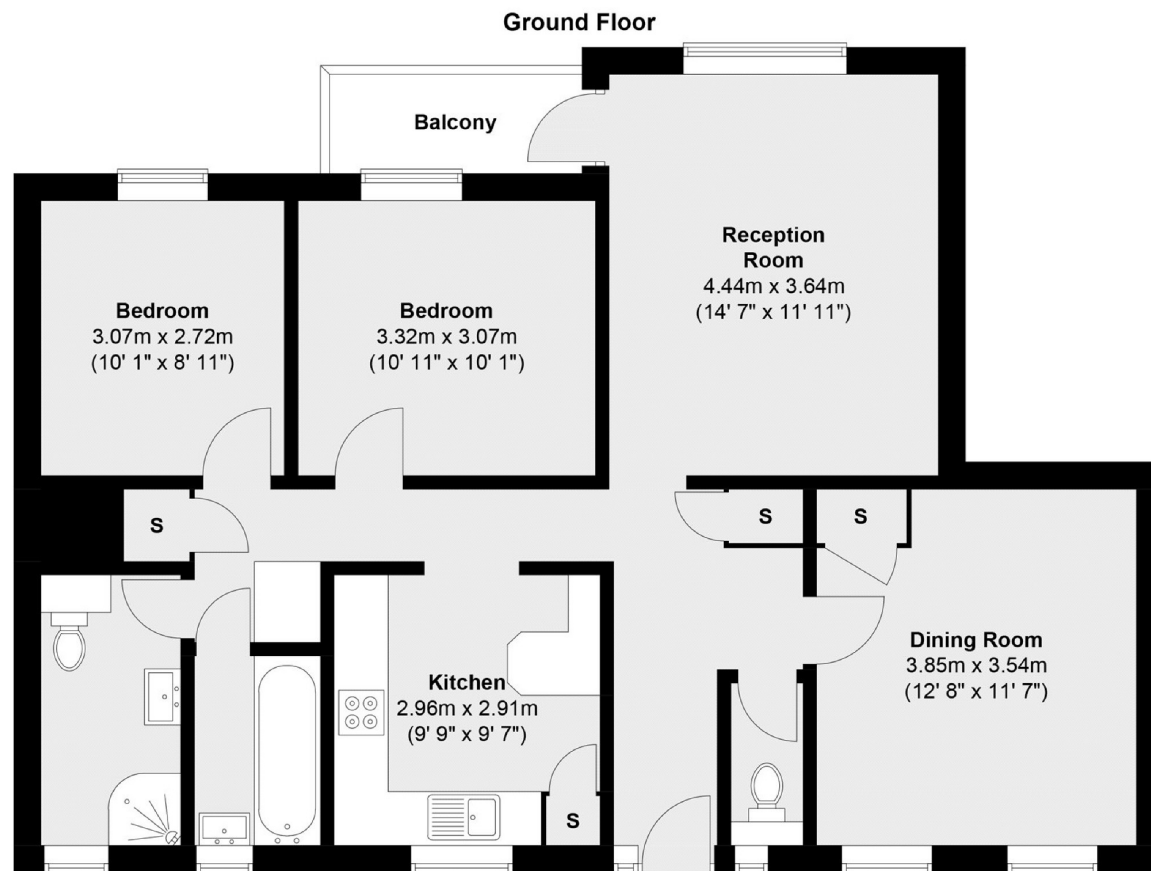 Ground Floor
Balcony
Reception
Room
4.44m x 3.64m
(14' 7" x 11' 11")
Bedroom
3.07m x 2.72m
(10' 1" x 8' 11")
Bedroom
3.32m x 3.07m
(10' 11" x 10' 1")
S
S
S
Dining Room
3.85m x 3.54m
(12' 8" x 11' 7")
Kitchen
2.96m x 2.91m
(9' 9" x 9' 7")
S